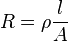 R = ρ l/A